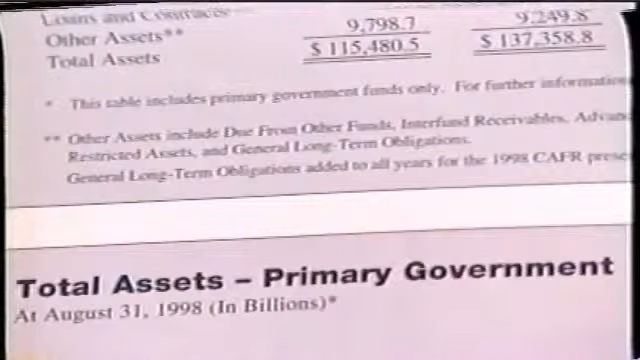 Loans and Contracts
Other Assets** 9,798.7 9,249.8
Total Assets $ 115,480.5 $ 137,358.8
* This table includes primary government funds only. For further information
** Other Assets include Due From Other Funds, Interfund Receivables, Advanc
Restricted Assets, and General Long-Term Obligations.
General Long-Term Obligations added to all years for the 1998 CAFR prese
Total Assets – Primary Government
At August 31, 1998 (In Billions)*